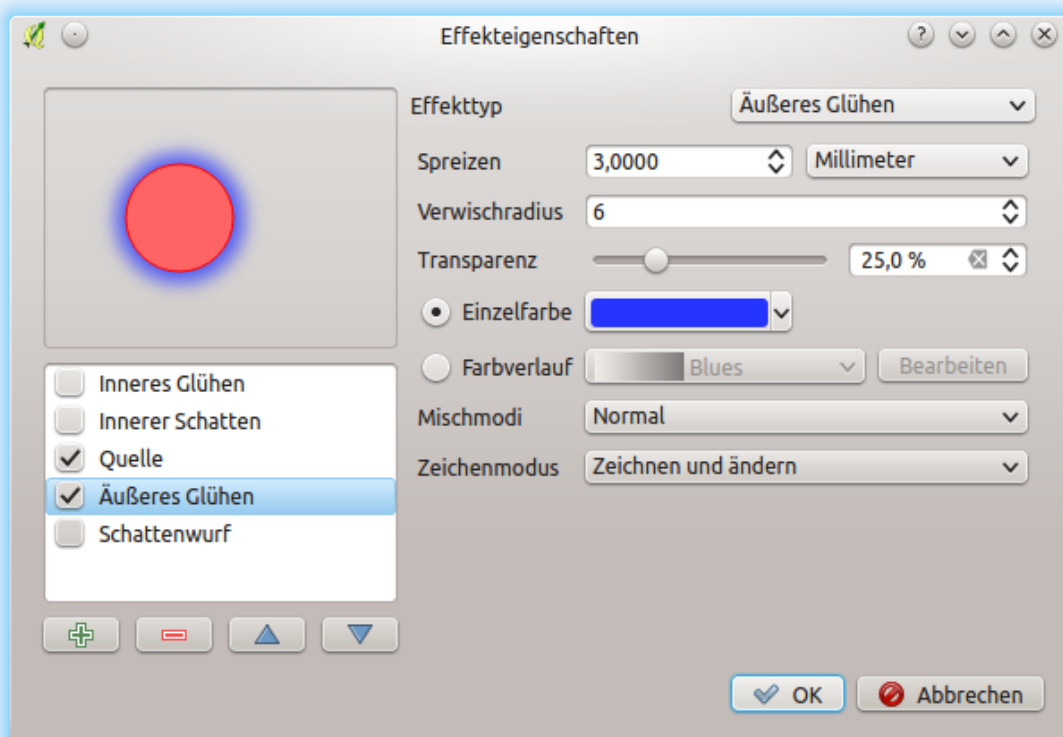 Effekteigenschaften
Effekttyp Äußeres Glühen
Spreizen 3,0000 Millimeter
Verwischradius 6
Transparenz 25,0 %
Einzelfarbe
Farbverlauf Blues Bearbeiten
Mischmodi Normal
Zeichenmodus Zeichnen und ändern
Inneres Glühen
Innerer Schatten
Quelle
Äußeres Glühen
Schattenwurf
OK Abbrechen